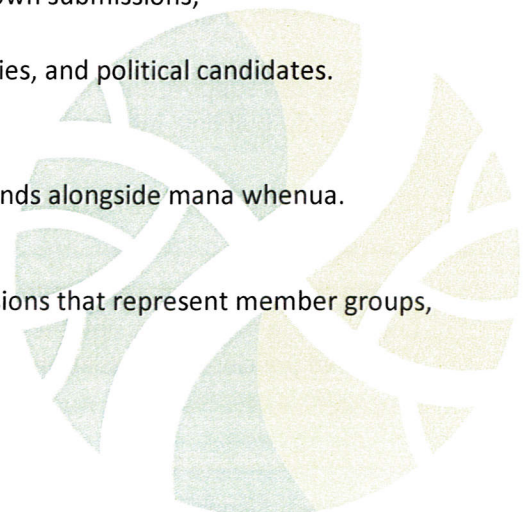 own submissions,
ies, and political candidates.
nds alongside mana whenua.
ions that represent member groups,